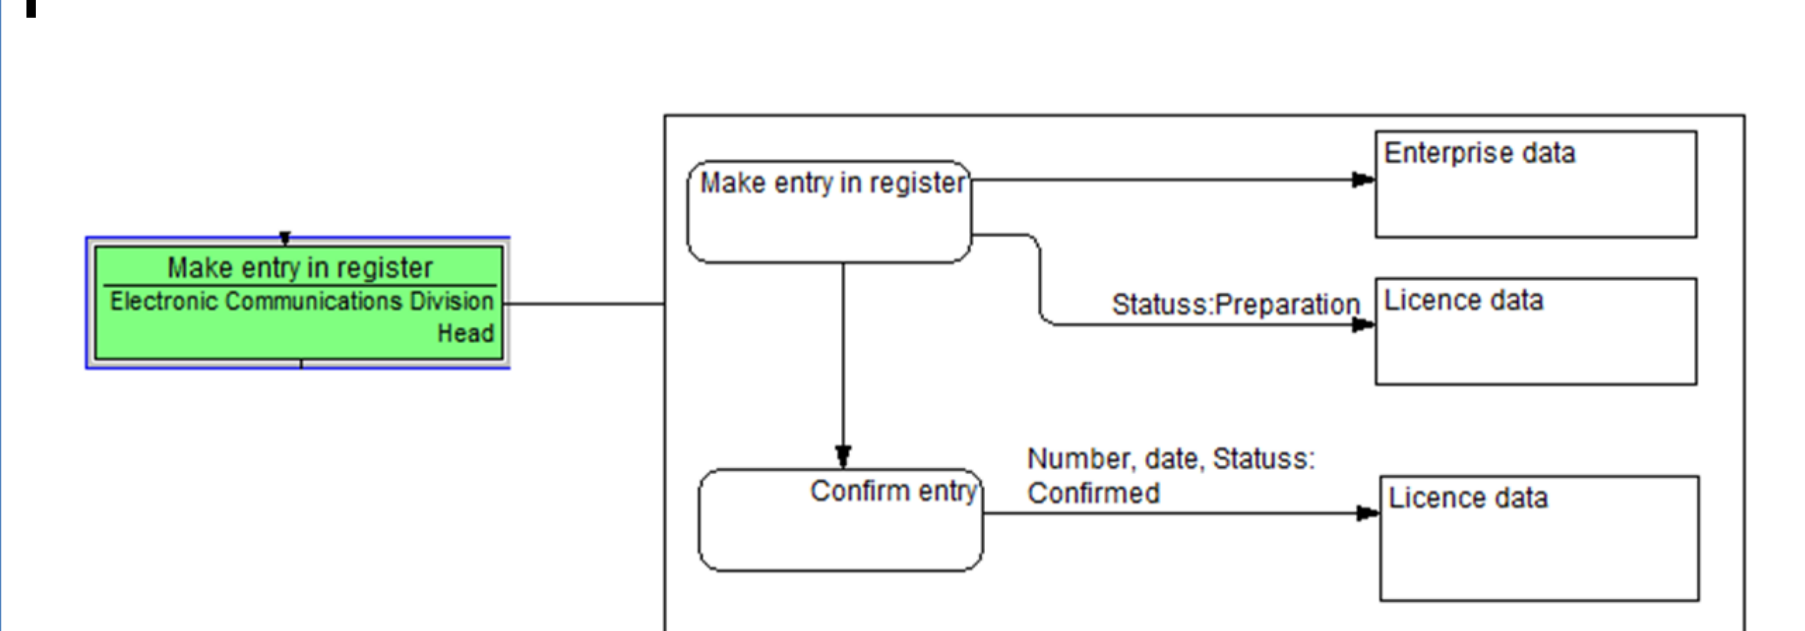 Make entry in register
Electronic Communications Division
Head
Make entry in register
Enterprise data
Statuss:Preparation
Licence data
Confirm entry
Number, date, Statuss:
Confirmed
Licence data